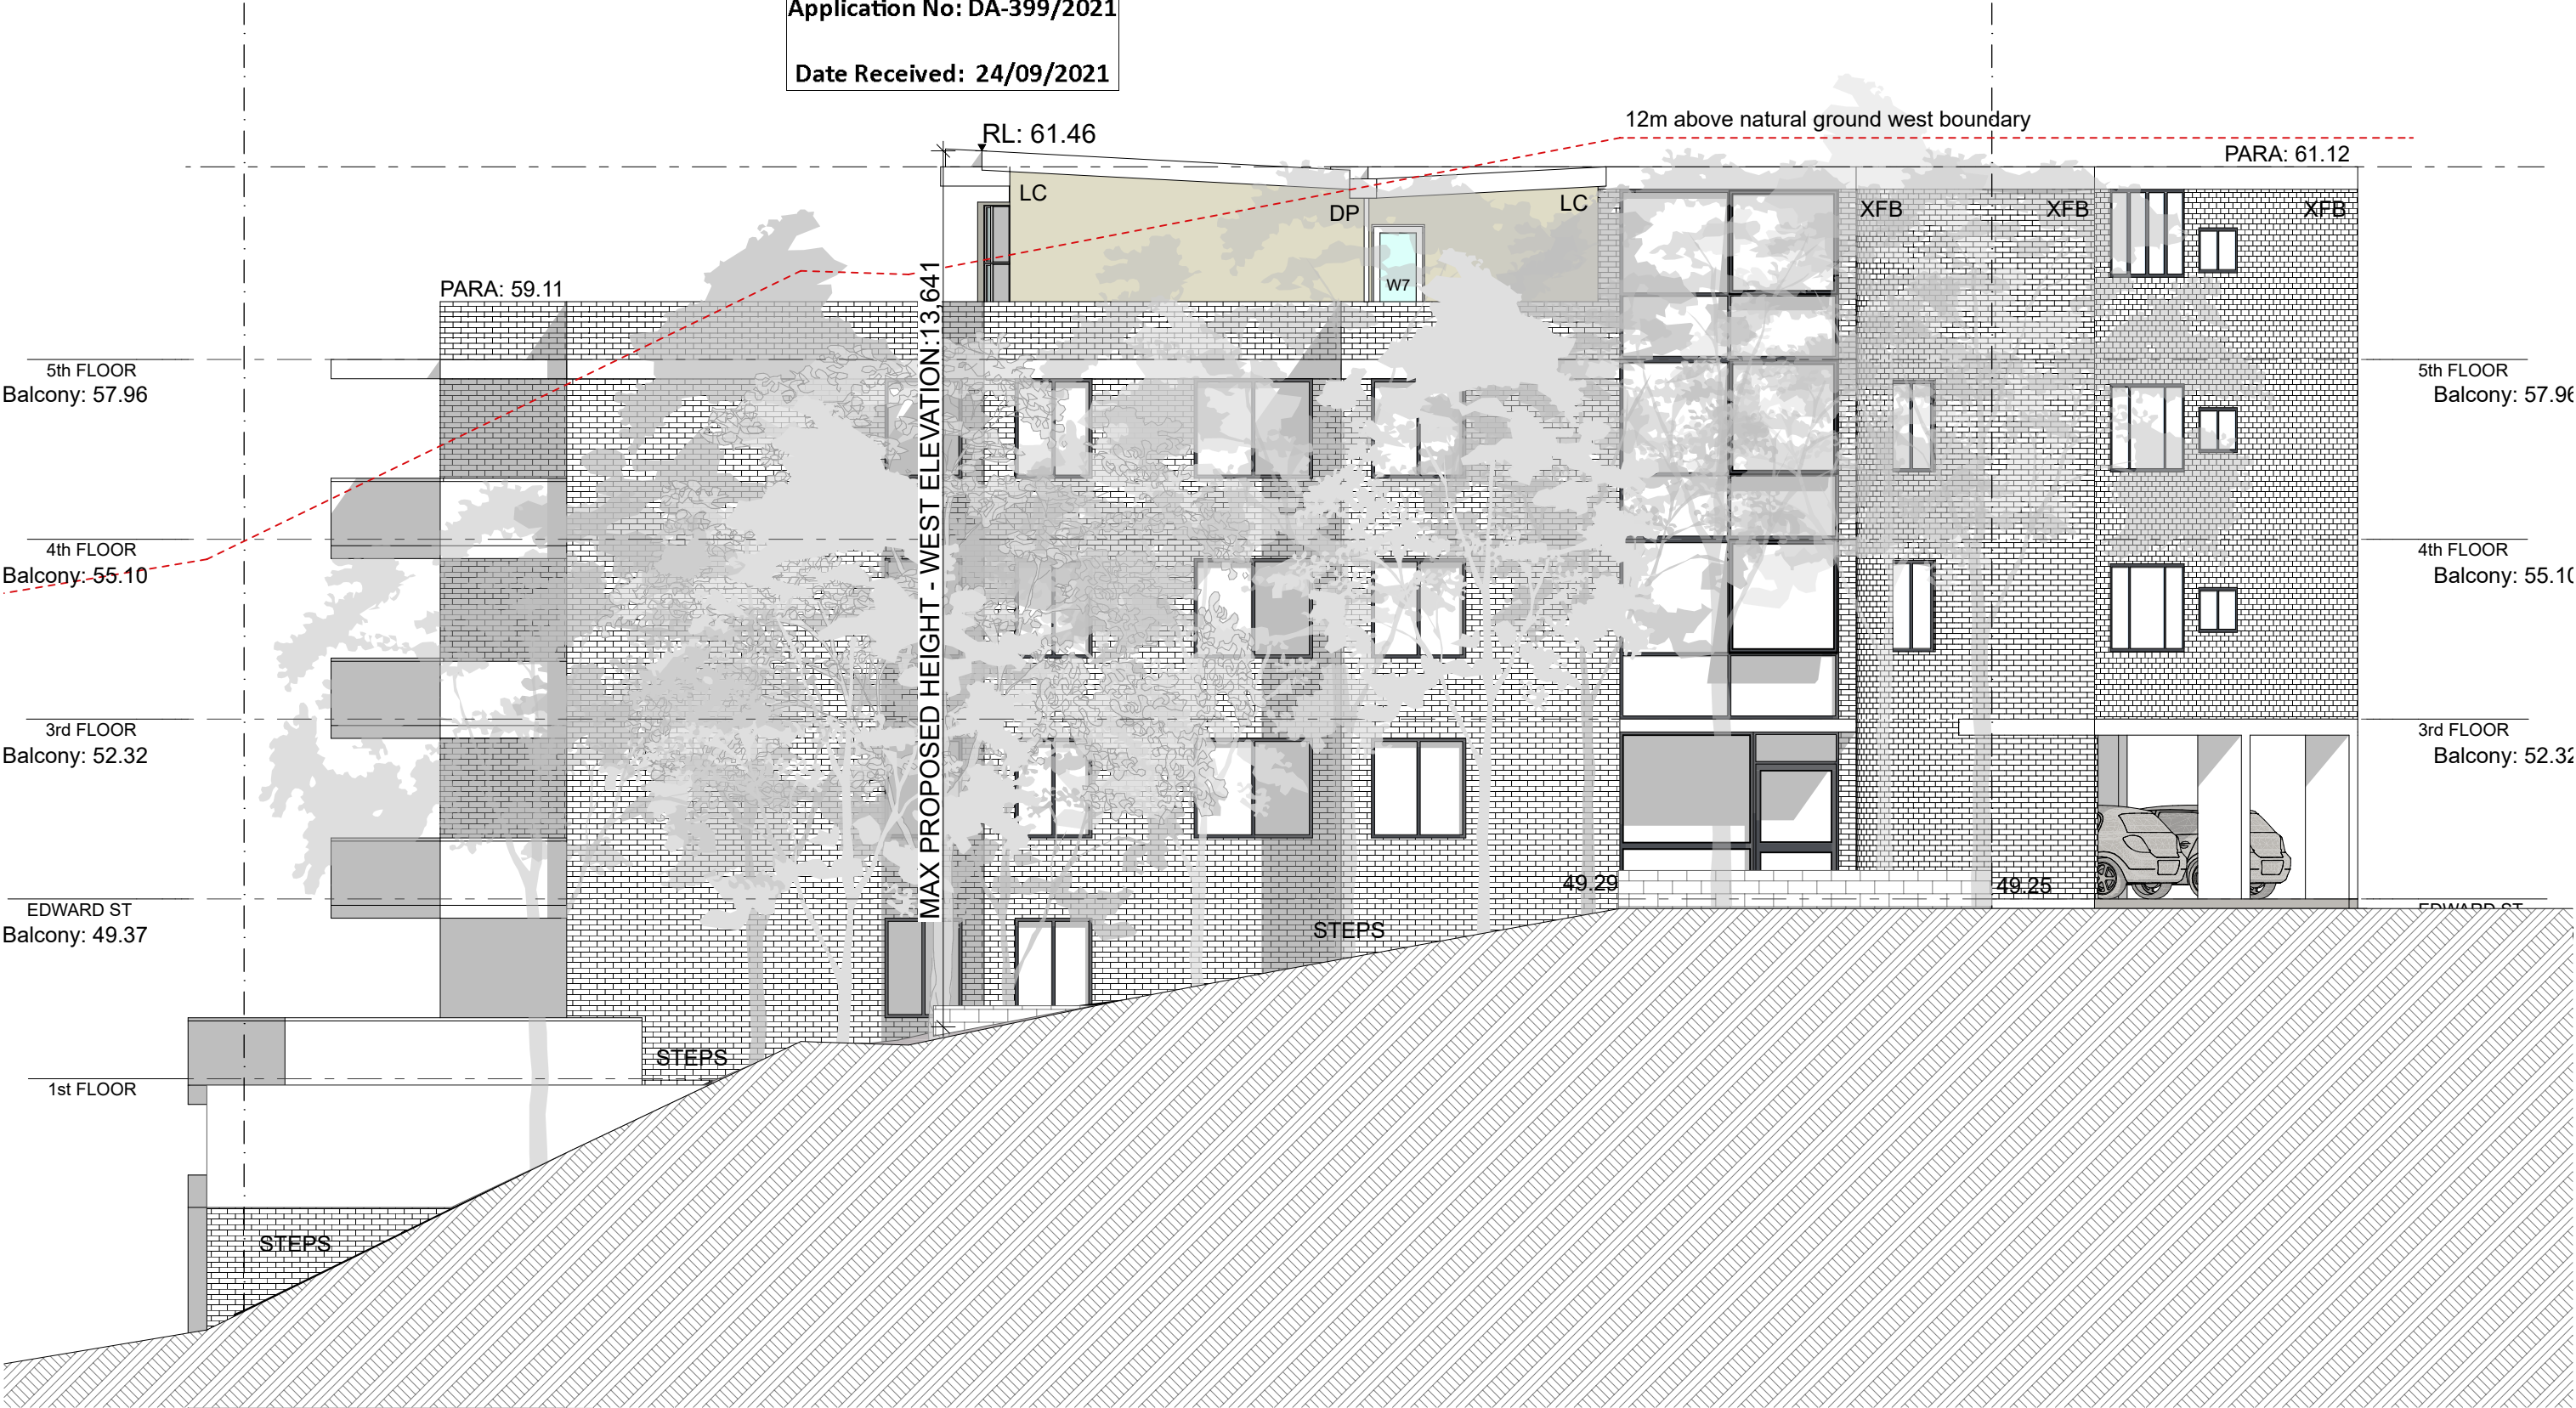 Application No: DA-399/2021
Date Received: 24/09/2021
12m above natural ground west boundary
RL: 61.46
PARA: 61.12
LC
DP
LC
XFB
XFB
XFB
W7
PARA: 59.11
MAX PROPOSED HEIGHT - WEST ELEVATION:13,641
5th FLOOR
Balcony: 57.96
5th FLOOR
Balcony: 57.96
4th FLOOR
Balcony: 55.10
4th FLOOR
Balcony: 55.10
3rd FLOOR
Balcony: 52.32
3rd FLOOR
Balcony: 52.32
49.29
49.25
EDWARD ST
Balcony: 49.37
EDWARD ST
STEPS
STEPS
1st FLOOR
STEPS